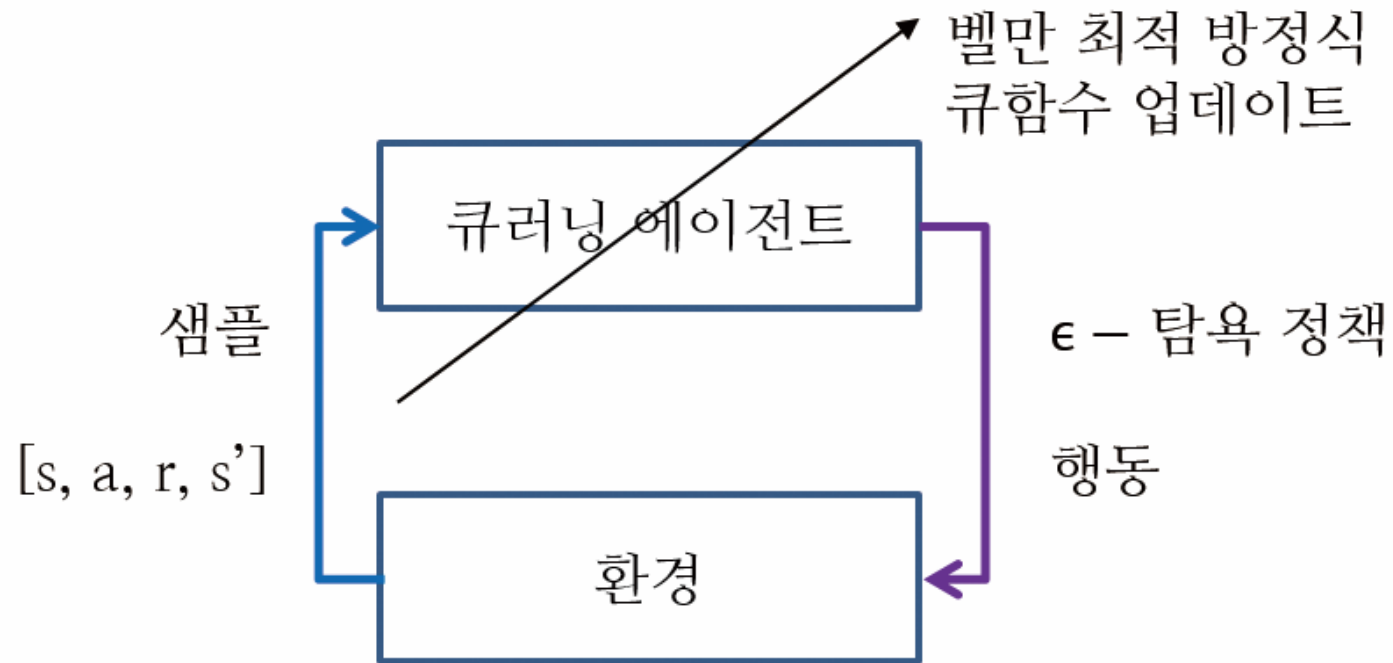 벨만 최적 방정식
큐함수 업데이트
큐러닝 에이전트
샘플
ϵ – 탐욕 정책
[s, a, r, s’]
행동
환경